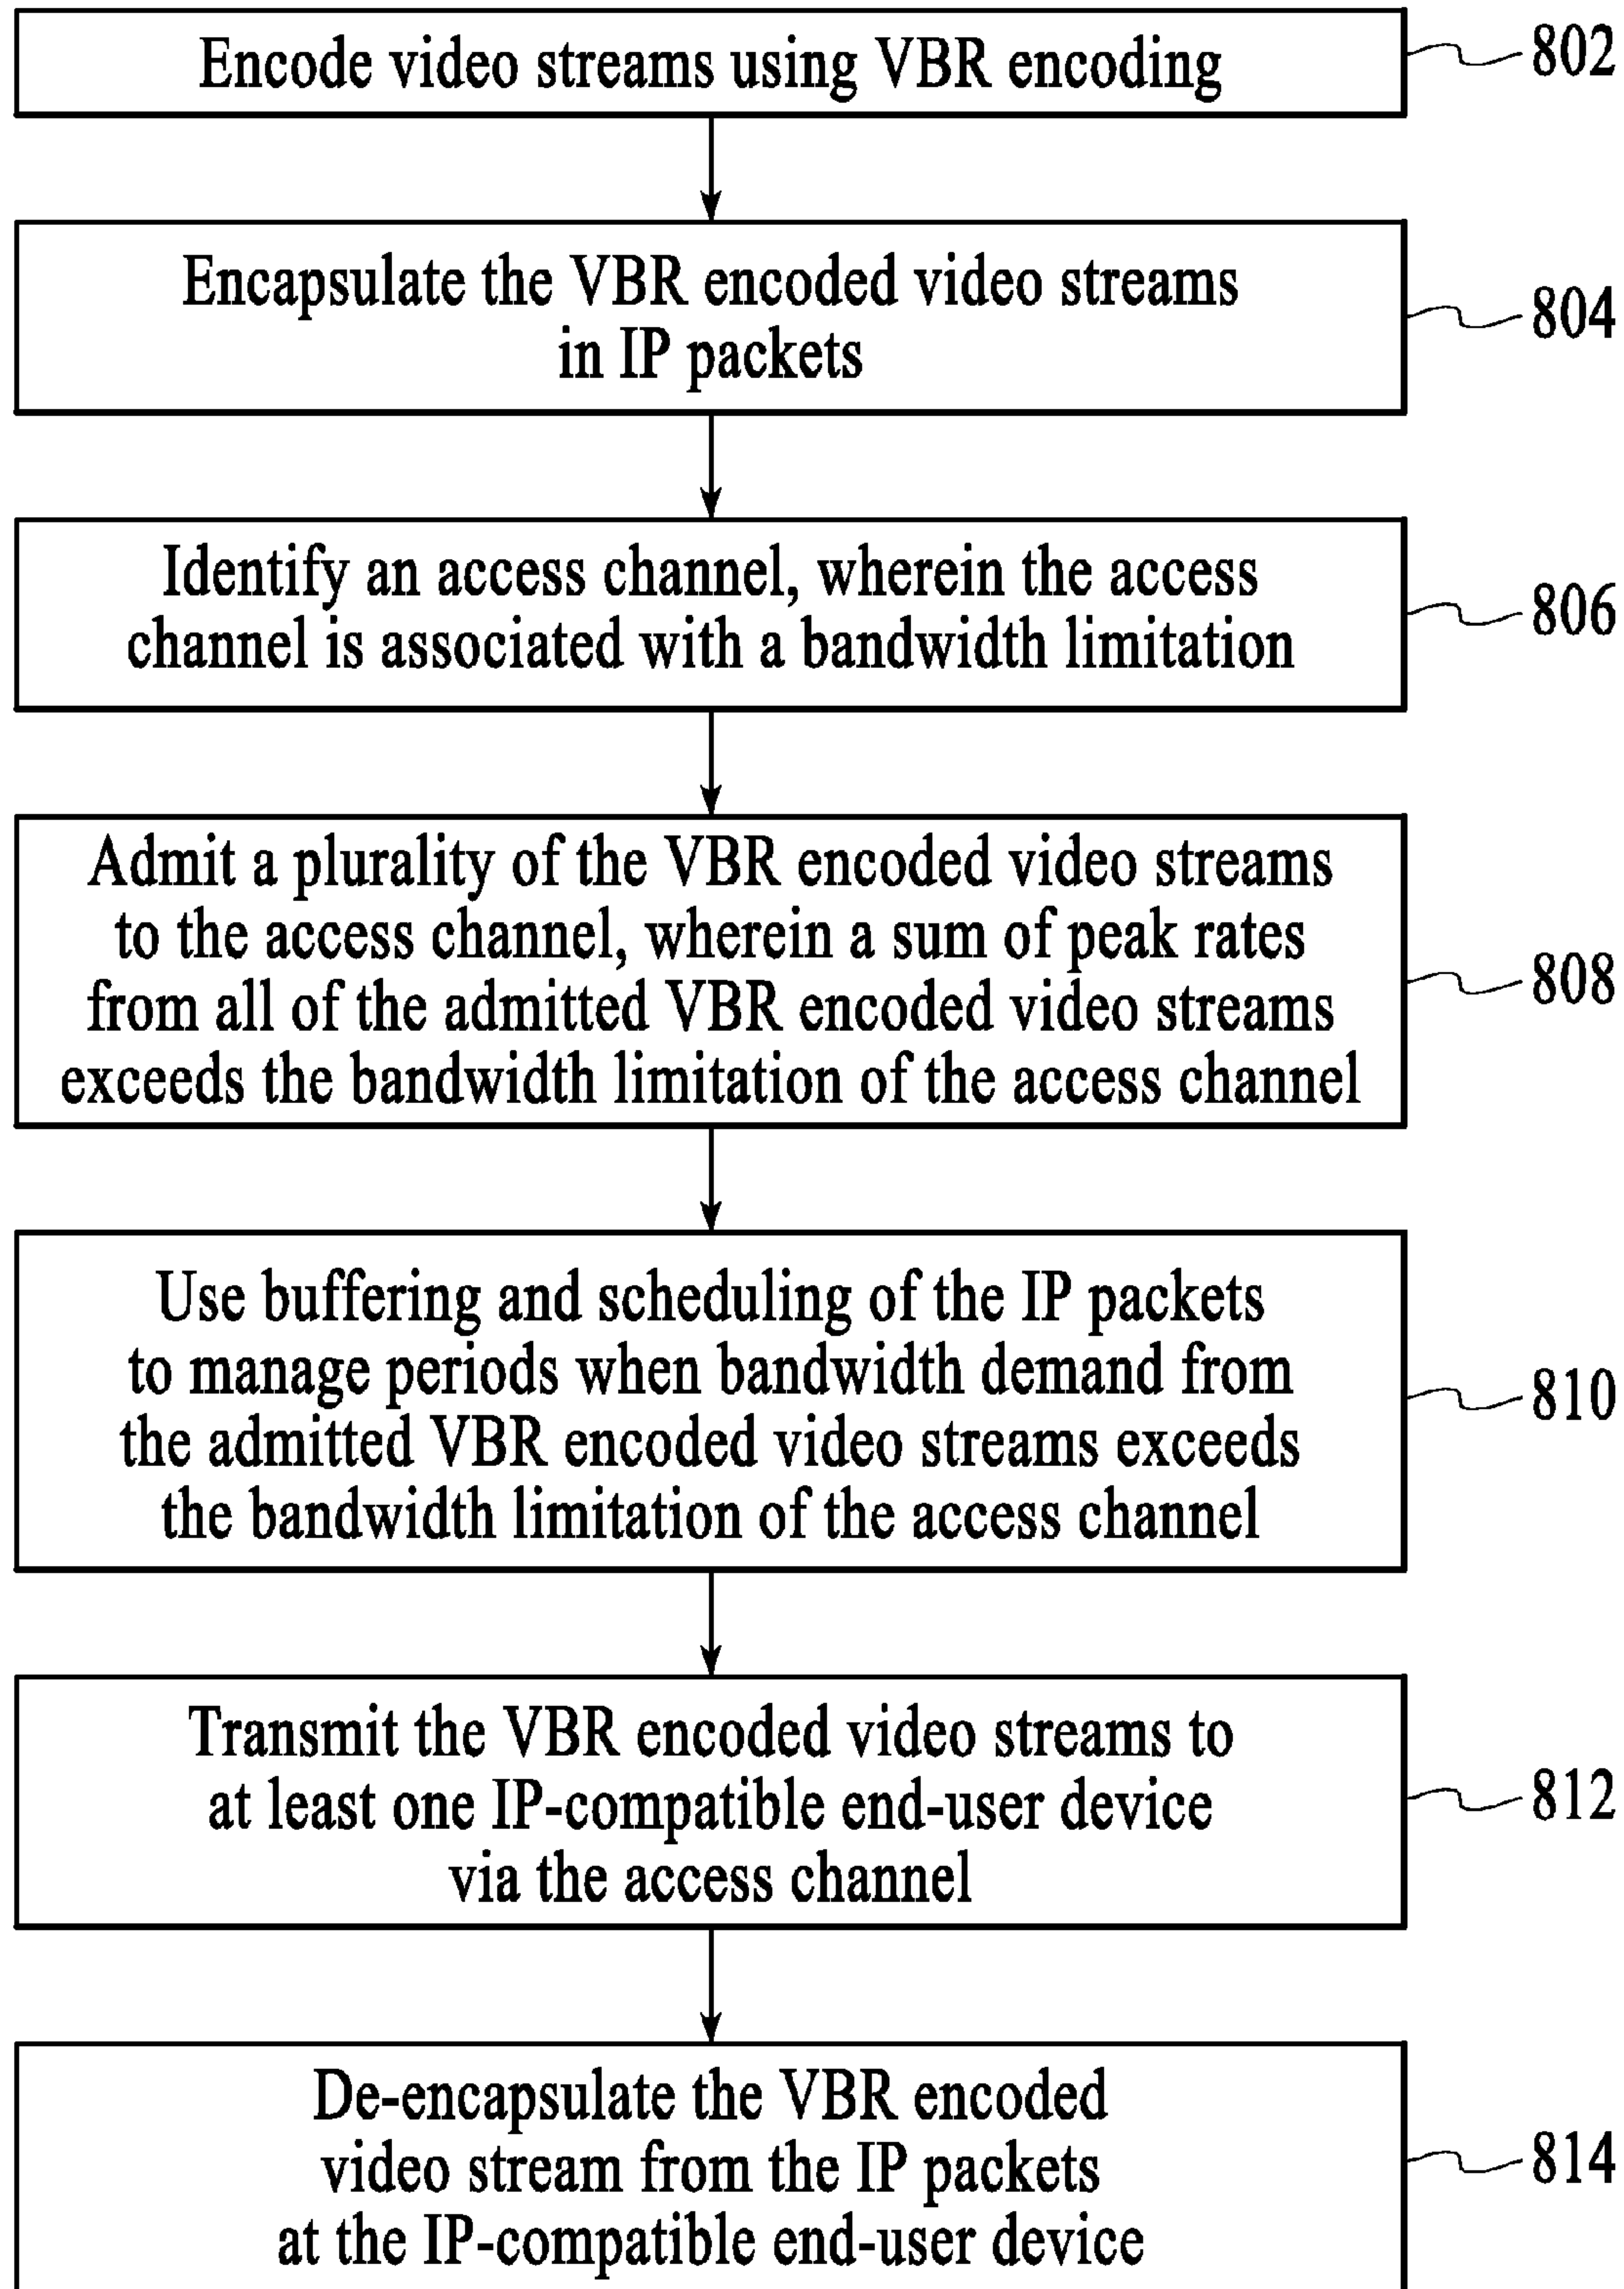 Encode video streams using VBR encoding
802
Encapsulate the VBR encoded video streams
in IP packets
804
Identify an access channel, wherein the access
channel is associated with a bandwidth limitation
806
Admit a plurality of the VBR encoded video streams
to the access channel, wherein a sum of peak rates
from all of the admitted VBR encoded video streams
exceeds the bandwidth limitation of the access channel
808
Use buffering and scheduling of the IP packets
to manage periods when bandwidth demand from
the admitted VBR encoded video streams exceeds
the bandwidth limitation of the access channel
810
Transmit the VBR encoded video streams to
at least one IP-compatible end-user device
via the access channel
812
De-encapsulate the VBR encoded
video stream from the IP packets
at the IP-compatible end-user device
814